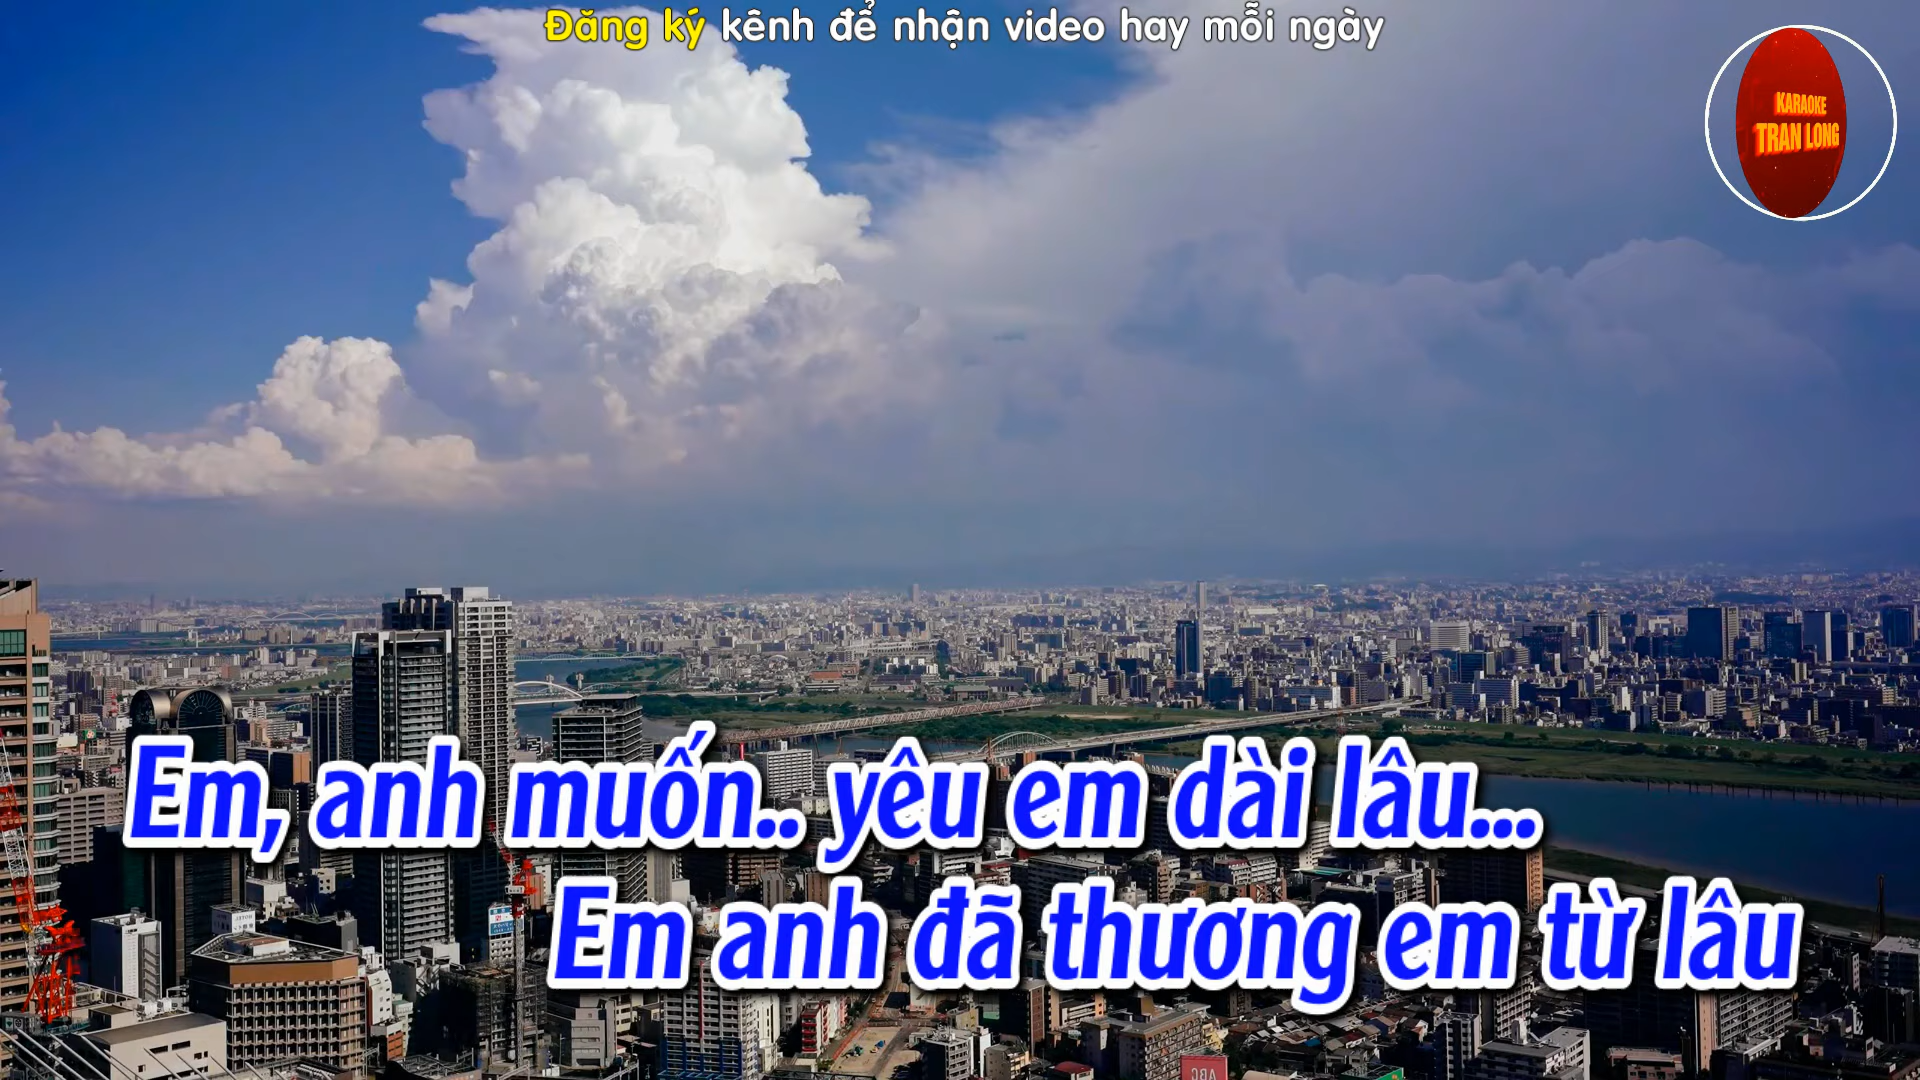 Đăng ký kênh để nhận video hay mỗi ngày
KARAOKE
TRAN LONG
Em, anh muốn.. yêu em dài lâu...
Em anh đã thương em từ lâu
ABC